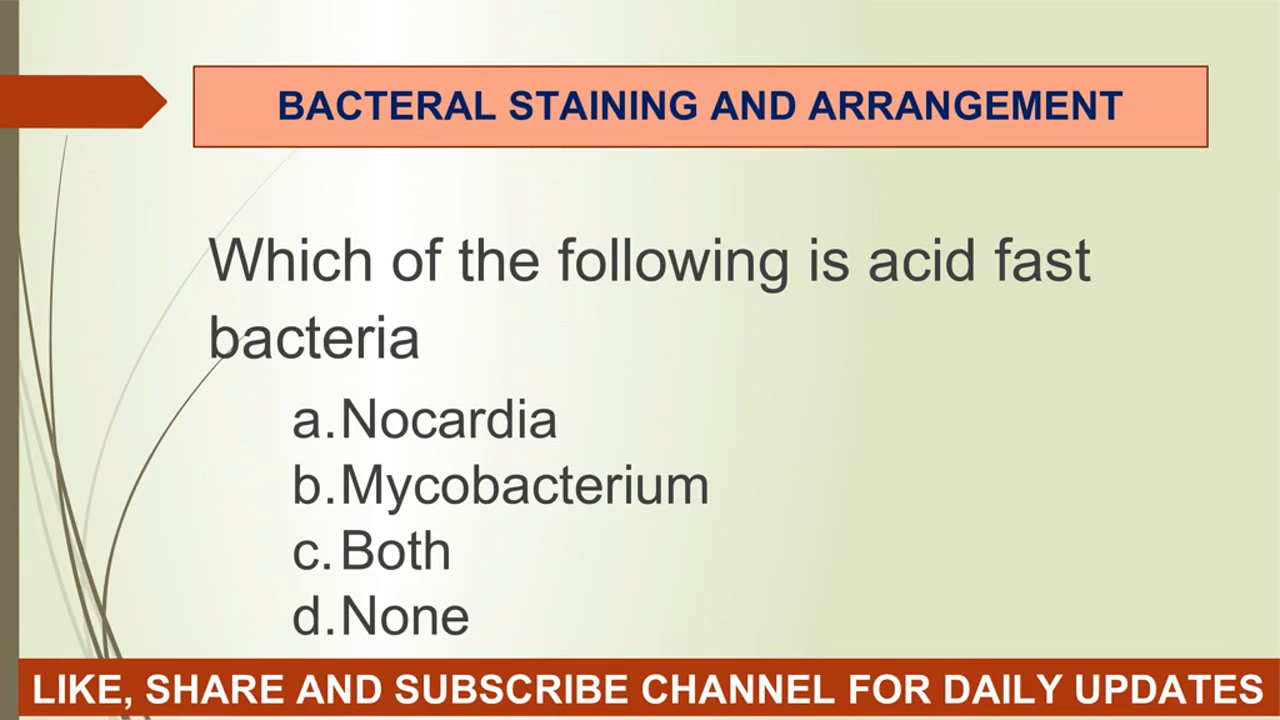 BACTERAL STAINING AND ARRANGEMENT
Which of the following is acid fast
bacteria
a.Nocardia
b.Mycobacterium
c.Both
d.None
LIKE, SHARE AND SUBSCRIBE CHANNEL FOR DAILY UPDATES